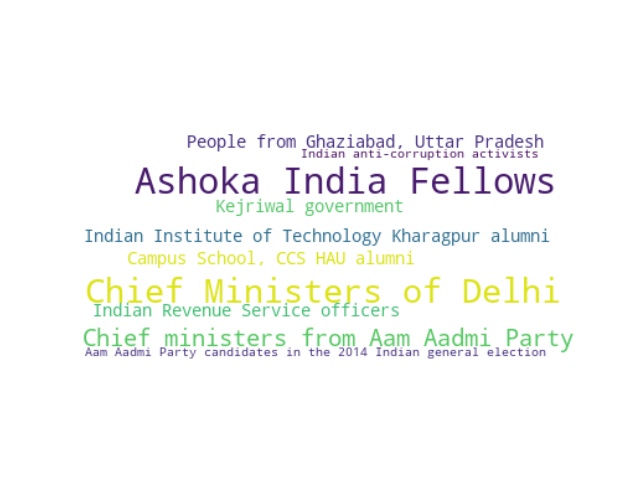 People from Ghaziabad, Uttar Pradesh
Indian anti-corruption activists
Ashoka India Fellows
Kejriwal government
Indian Institute of Technology Kharagpur alumni
Campus School, CCS HAU alumni
Chief Ministers of Delhi
Indian Revenue Service officers
Chief ministers from Aam Aadmi Party
Aam Aadmi Party candidates in the 2014 Indian general election